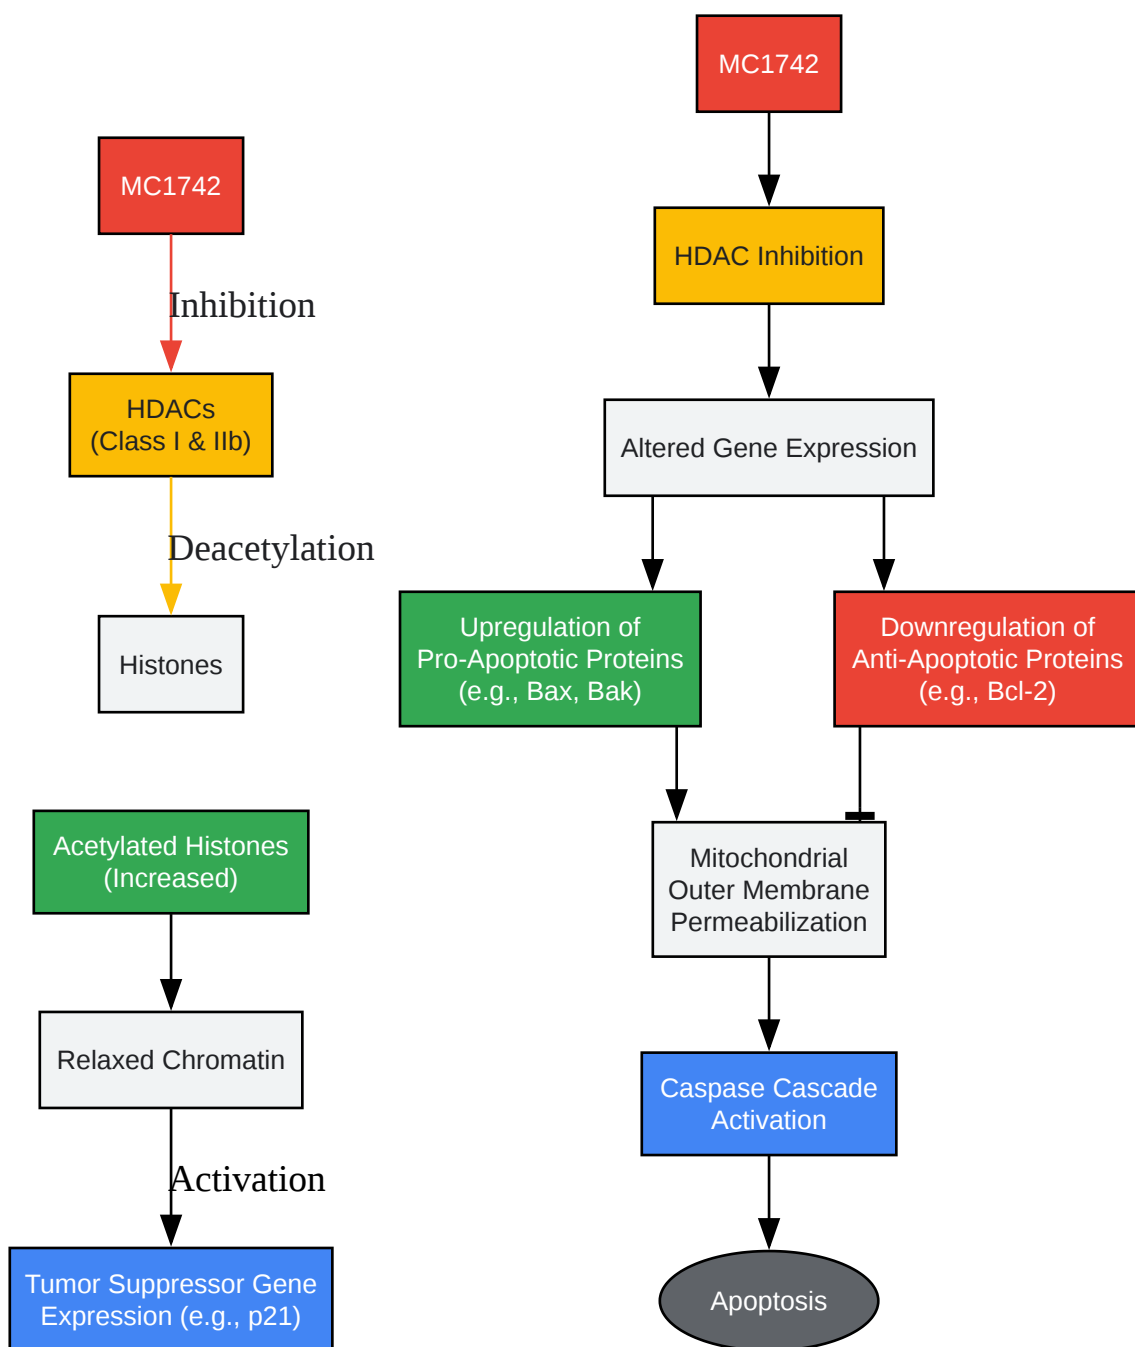 MC1742
Inhibition
HDACs
(Class I & IIb)
Deacetylation
Histones
Acetylated Histones
(Increased)
Relaxed Chromatin
Activation
Tumor Suppressor Gene
Expression (e.g., p21)
MC1742
HDAC Inhibition
Altered Gene Expression
Upregulation of
Pro-Apoptotic Proteins
(e.g., Bax, Bak)
Downregulation of
Anti-Apoptotic Proteins
(e.g., Bcl-2)
Mitochondrial
Outer Membrane
Permeabilization
Caspase Cascade
Activation
Apoptosis